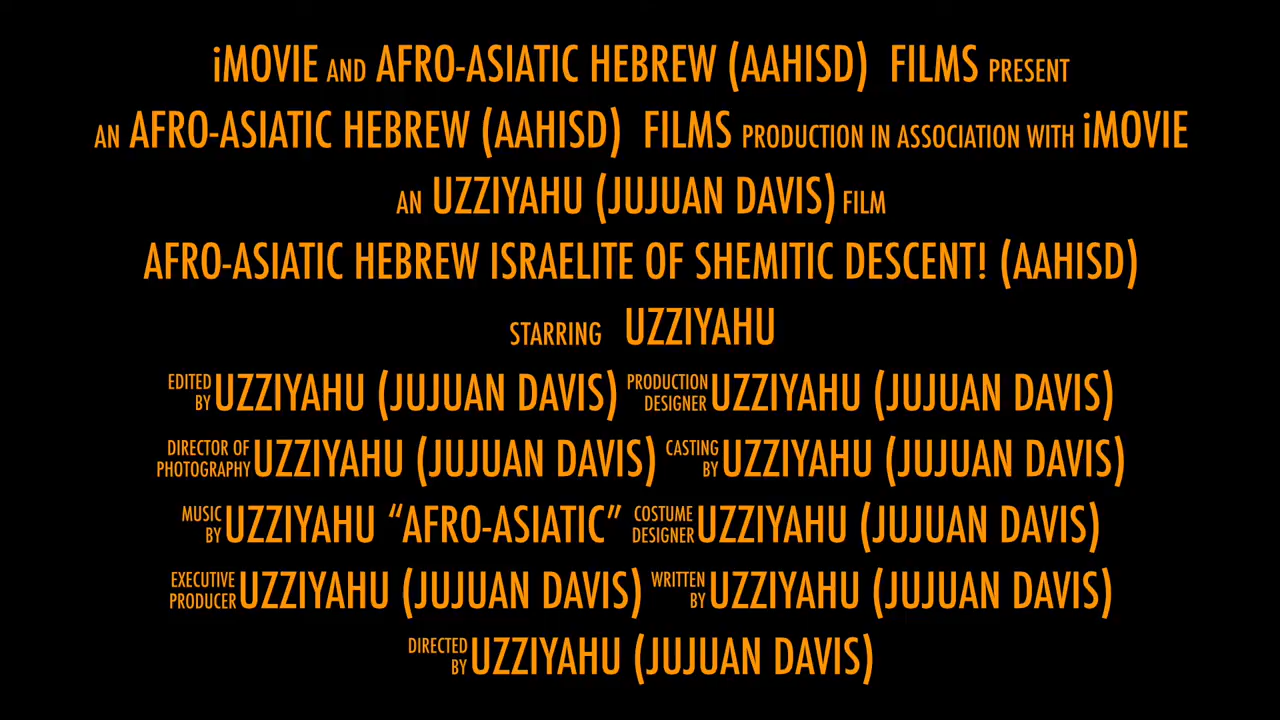 iMOVIE AND AFRO-ASIATIC HEBREW (AAHISD) FILMS PRESENT
AN AFRO-ASIATIC HEBREW (AAHISD) FILMS PRODUCTION IN ASSOCIATION WITH iMOVIE
AN UZZIYAHU (JUJUAN DAVIS) FILM
AFRO-ASIATIC HEBREW ISRAELITE OF SHEMITIC DESCENT! (AAHISD)
STARRING UZZIYAHU
EDITED BY UZZIYAHU (JUJUAN DAVIS) PRODUCTION DESIGNER UZZIYAHU (JUJUAN DAVIS)
DIRECTOR OF PHOTOGRAPHY UZZIYAHU (JUJUAN DAVIS) CASTING BY UZZIYAHU (JUJUAN DAVIS)
MUSIC BY UZZIYAHU “AFRO-ASIATIC” COSTUME DESIGNER UZZIYAHU (JUJUAN DAVIS)
EXECUTIVE PRODUCER UZZIYAHU (JUJUAN DAVIS) WRITTEN BY UZZIYAHU (JUJUAN DAVIS)
DIRECTED BY UZZIYAHU (JUJUAN DAVIS)